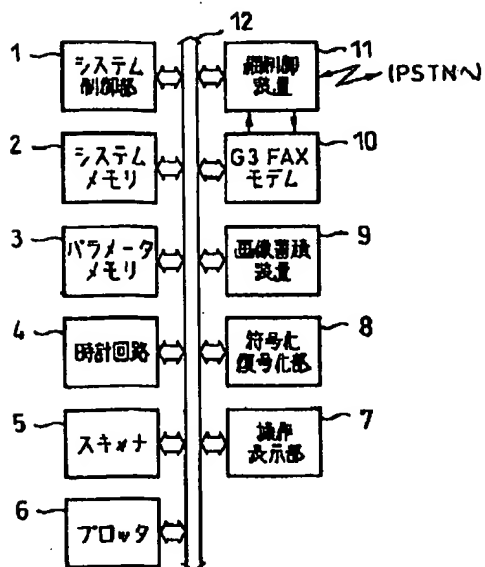 12
1
システム
制御部
11
網制御
装置
(PSTNへ)
2
システム
メモリ
10
G3 FAX
モデム
3
パラメータ
メモリ
9
画像蓄積
装置
4
時計回路
8
符号化
復号化部
5
スキャナ
7
操作
表示部
6
プロッタ